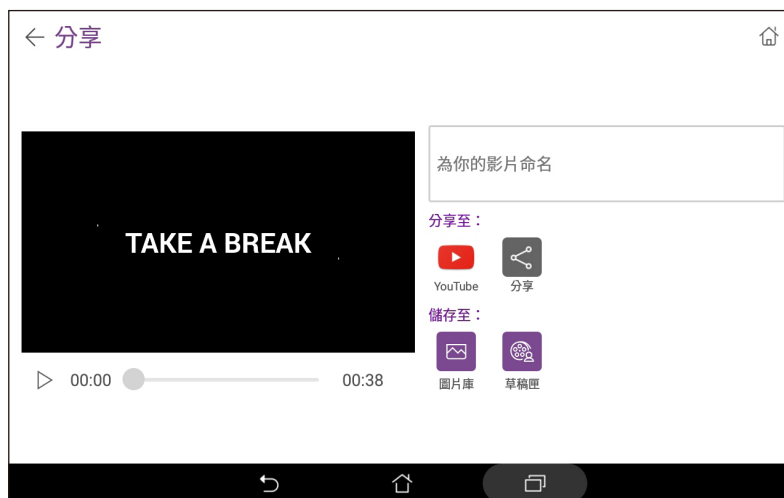 分享
TAKE A BREAK
00:00
00:38
為你的影片命名
分享至：
YouTube
分享
儲存至：
圖片庫
草稿匣